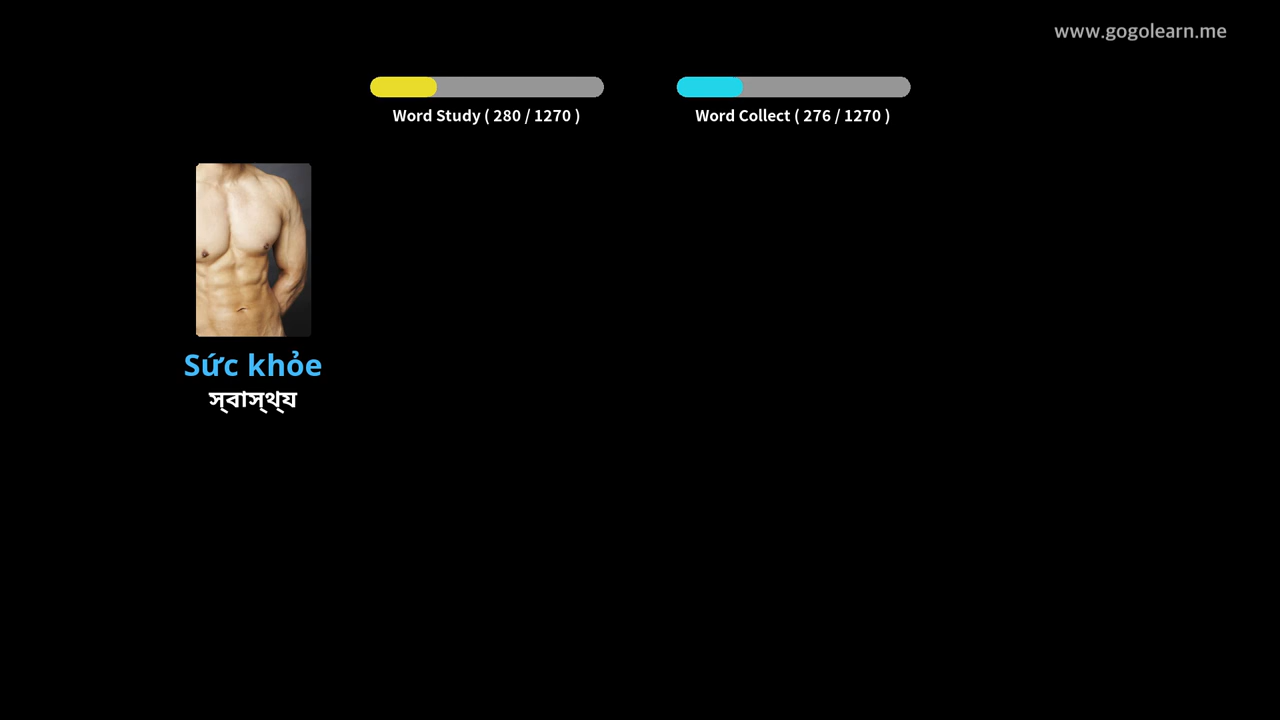 www.gogolearn.me
Word Study ( 280 / 1270 )
Word Collect ( 276 / 1270 )
Sức khỏe
স্বাস্থ্য